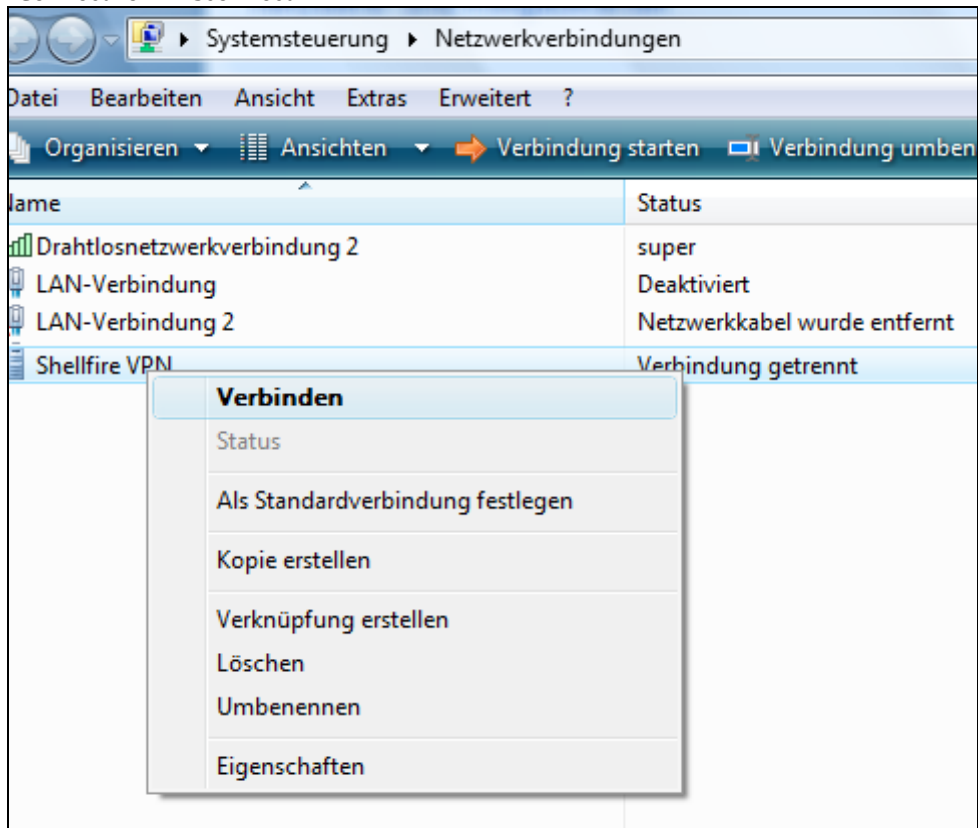 Systemsteuerung ▸ Netzwerkverbindungen
Datei Bearbeiten Ansicht Extras Erweitert ?
Organisieren Ansichten Verbindung starten Verbindung umben
Name Status
Drahtlosnetzwerkverbindung 2 super
LAN-Verbindung Deaktiviert
LAN-Verbindung 2 Netzwerkkabel wurde entfernt
Shellfire VPN Verbindung getrennt
Verbinden
Status
Als Standardverbindung festlegen
Kopie erstellen
Verknüpfung erstellen
Löschen
Umbenennen
Eigenschaften